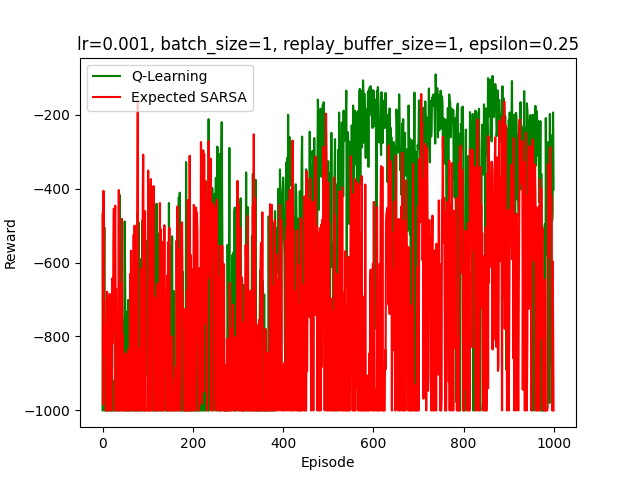 lr=0.001, batch_size=1, replay_buffer_size=1, epsilon=0.25
Q-Learning
Expected SARSA
−200
−400
−600
−800
−1000
Reward
0
200
400
600
800
1000
Episode